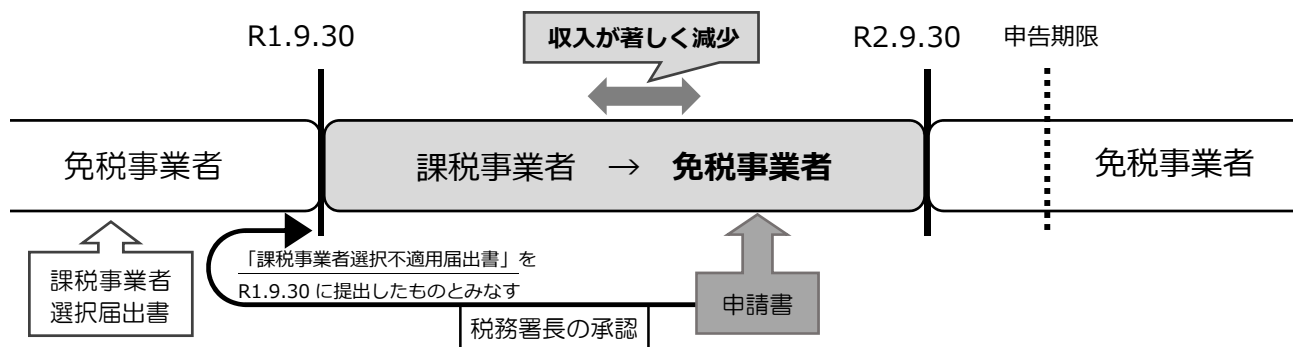 R1.9.30
収入が著しく減少
R2.9.30
申告期限
免税事業者
課税事業者 → 免税事業者
免税事業者
課税事業者
選択届出書
「課税事業者選択不適用届出書」を
R1.9.30 に提出したものとみなす
税務署長の承認
申請書